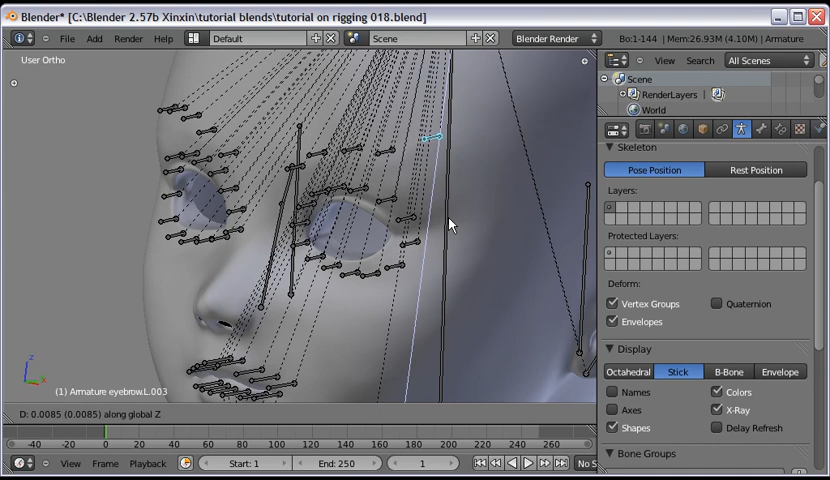 Blender* [C:\Blender 2.57b Xinxin\tutorial blends\tutorial on rigging 018.blend]
File Add Render Help Default Scene Blender Render Bo:1-144 | Mem:26.93M (4.10M) | Armature
User Ortho
View Search All Scenes
Scene
RenderLayers |
World
Skeleton
Pose Position Rest Position
Layers:
Protected Layers:
Deform:
Vertex Groups Quaternion
Envelopes
Display
Octahedral Stick B-Bone Envelope
Names Colors
Axes X-Ray
Shapes Delay Refresh
Bone Groups
z
x
(1) Armature eyebrow.L.003
D: 0.0085 (0.0085) along global Z
-40 -20 0 20 40 60 80 100 120 140 160 180 200 220 240 260
View Frame Playback Start: 1 End: 250 1 No S